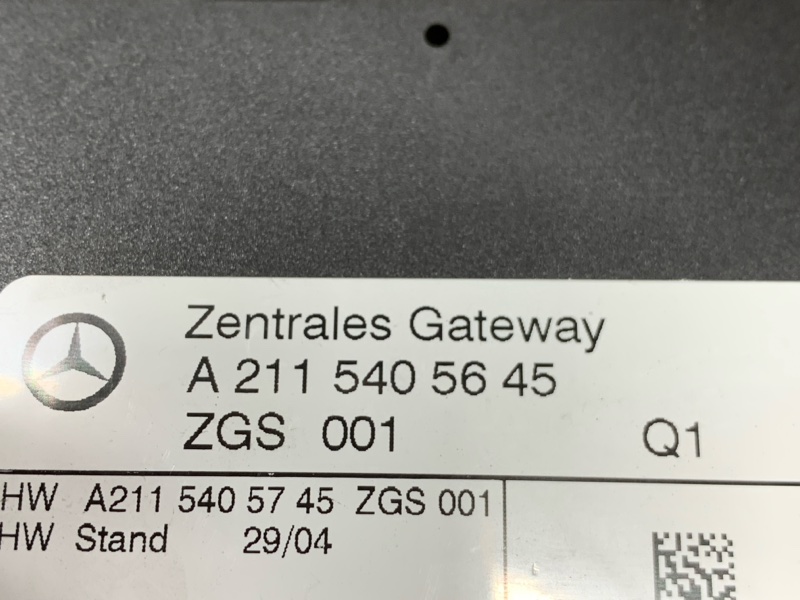 Zentrales Gateway
A 211 540 56 45
ZGS 001 Q1
HW A211 540 57 45 ZGS 001
HW Stand 29/04